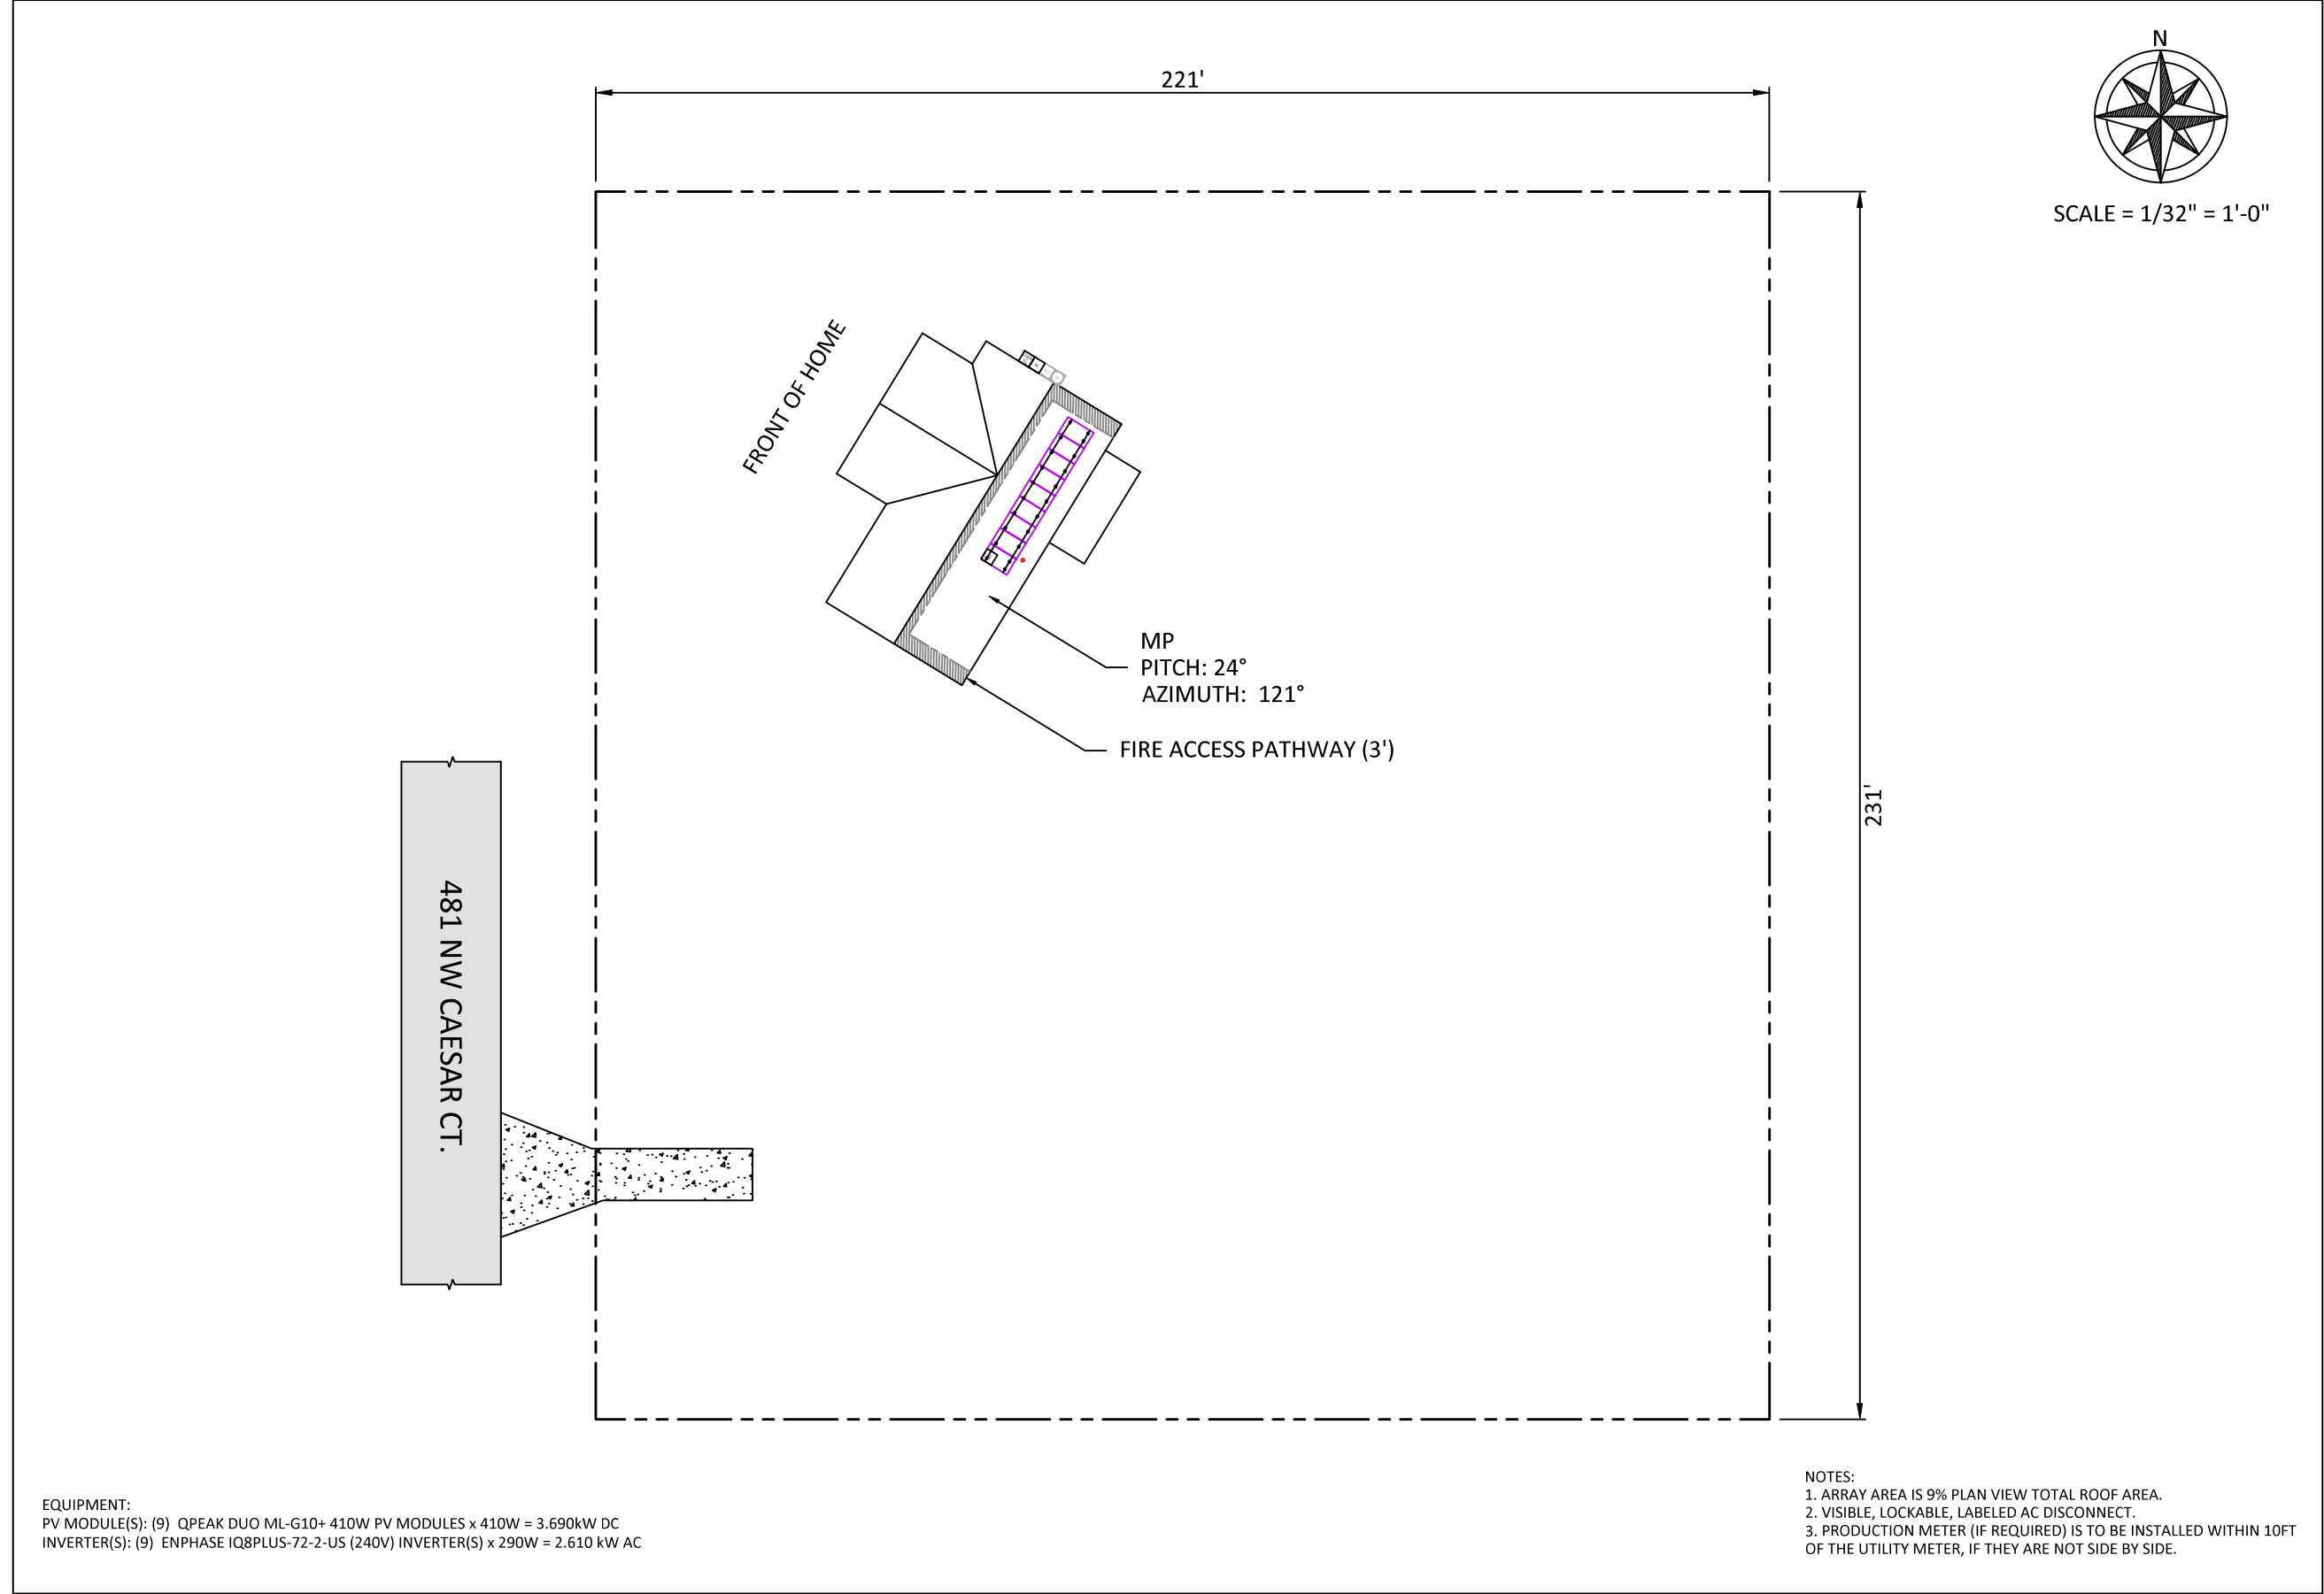 221'
N
SCALE = 1/32" = 1'-0"
FRONT OF HOME
MP
PITCH: 24°
AZIMUTH: 121°
FIRE ACCESS PATHWAY (3')
231'
481 NW CAESAR CT.
EQUIPMENT:
PV MODULE(S): (9) QPEAK DUO ML-G10+ 410W PV MODULES x 410W = 3.690kW DC
INVERTER(S): (9) ENPHASE IQ8PLUS-72-2-US (240V) INVERTER(S) x 290W = 2.610 kW AC
NOTES:
1. ARRAY AREA IS 9% PLAN VIEW TOTAL ROOF AREA.
2. VISIBLE, LOCKABLE, LABELED AC DISCONNECT.
3. PRODUCTION METER (IF REQUIRED) IS TO BE INSTALLED WITHIN 10FT
OF THE UTILITY METER, IF THEY ARE NOT SIDE BY SIDE.